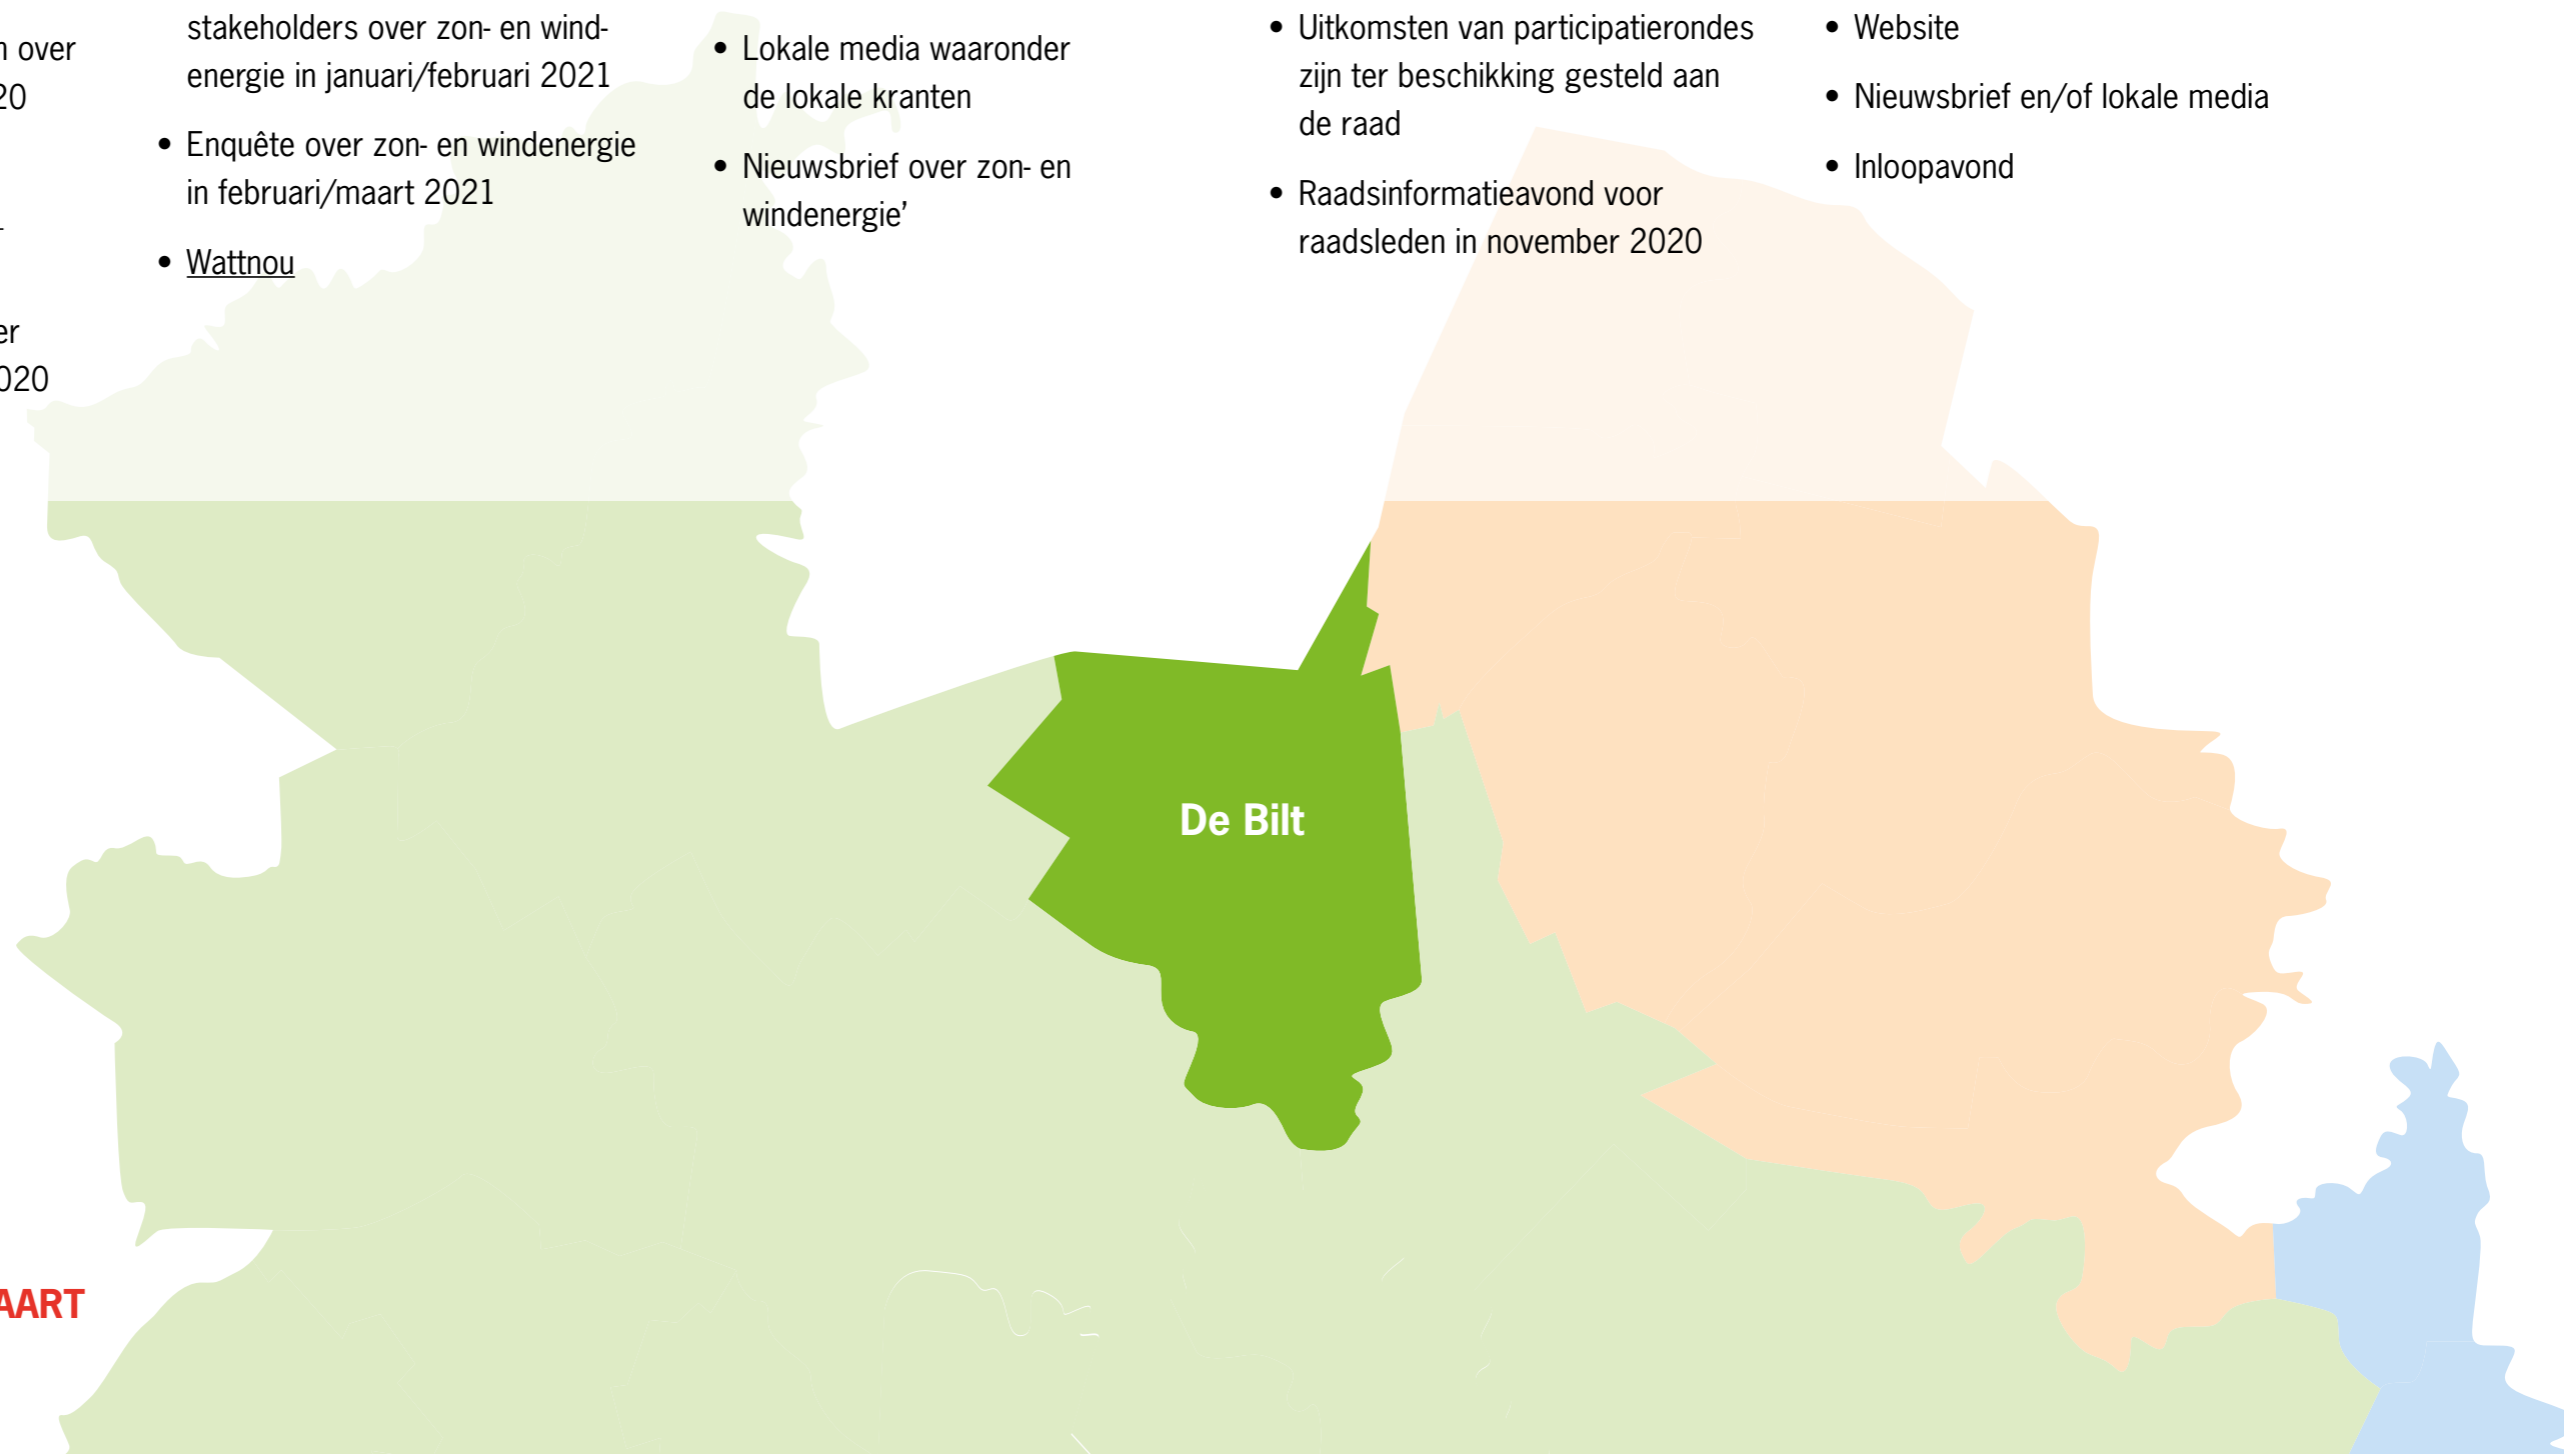 over
20
er
020
stakeholders over zon- en wind-
energie in januari/februari 2021
• Enquête over zon- en windenergie
in februari/maart 2021
• Wattnou
• Lokale media waaronder
de lokale kranten
• Nieuwsbrief over zon- en
windenergie’
• Uitkomsten van participatierondes
zijn ter beschikking gesteld aan
de raad
• Raadsinformatieavond voor
raadsleden in november 2020
• Website
• Nieuwsbrief en/of lokale media
• Inloopavond
De Bilt
AART